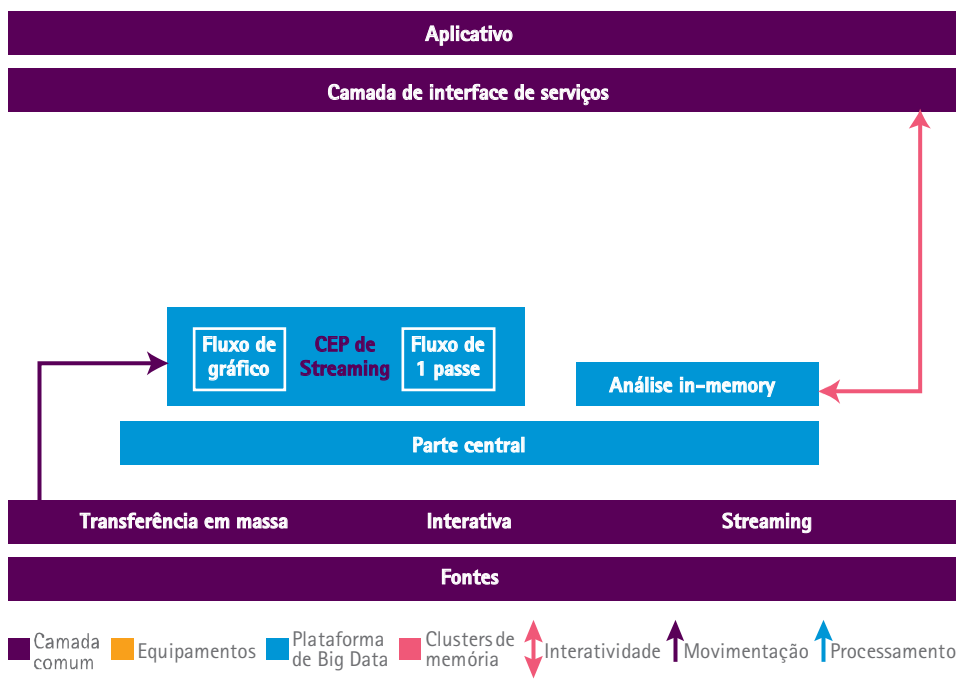 Aplicativo
Camada de interface de serviços
Fluxo de
gráfico
CEP de
Streaming
Fluxo de
1 passe
Análise in-memory
Parte central
Transferência em massa
Interativa
Streaming
Fontes
Camada
comum
Equipamentos
Plataforma
de Big Data
Clusters de
memória
Interatividade
Movimentação
Processamento